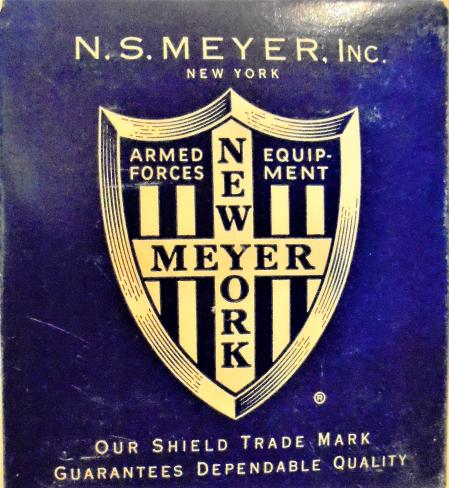 N. S. MEYER, INC.
NEW YORK
ARMED FORCES
EQUIP-
MENT
NEW YORK
MEYER
®
OUR SHIELD TRADE MARK
GUARANTEES DEPENDABLE QUALITY